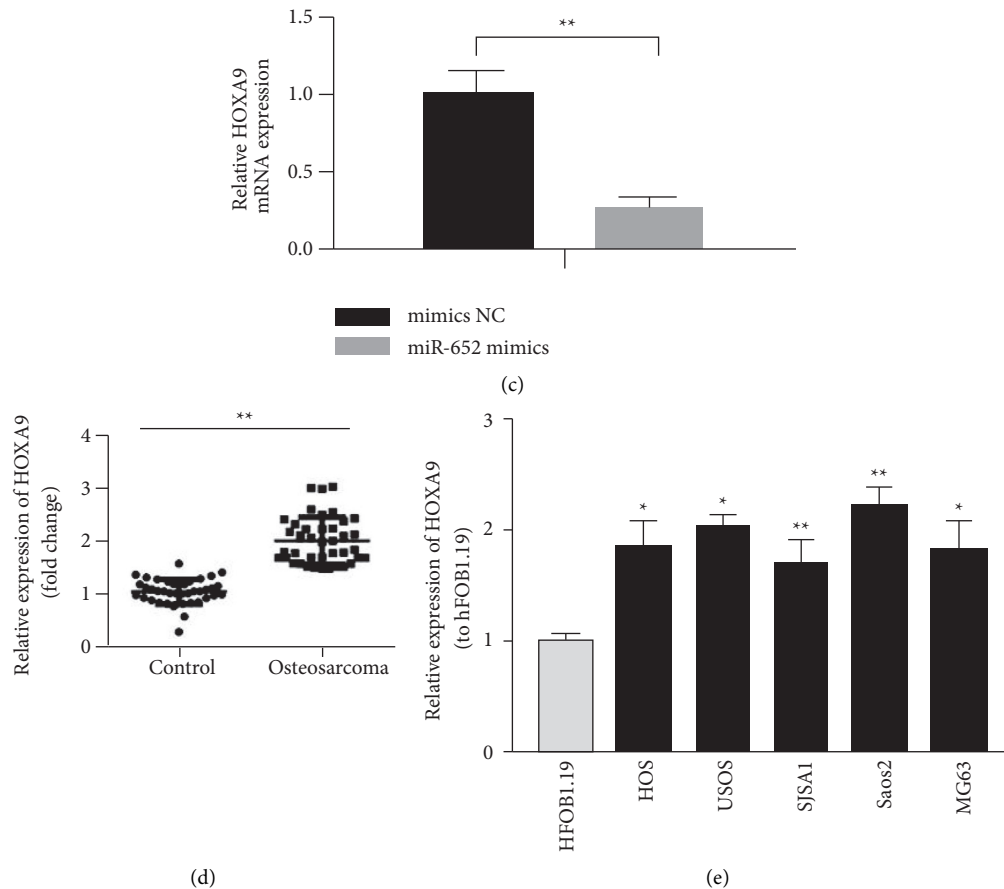 Relative HOXA9
mRNA expression
1.5
1.0
0.5
0.0
**
mimics NC
miR-652 mimics
(c)
Relative expression of HOXA9
(fold change)
4
3
2
1
0
**
Control
Osteosarcoma
(d)
Relative expression of HOXA9
(to hFOB1.19)
3
2
1
0
*
*
**
**
*
HFOB1.19
HOS
USOS
SJSA1
Saos2
MG63
(e)